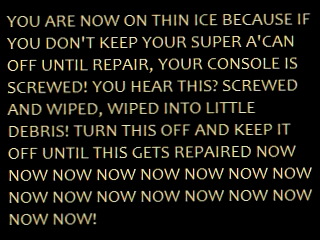 YOU ARE NOW ON THIN ICE BECAUSE IF
YOU DON'T KEEP YOUR SUPER A'CAN
OFF UNTIL REPAIR, YOUR CONSOLE IS
SCREWED! YOU HEAR THIS? SCREWED
AND WIPED, WIPED INTO LITTLE
DEBRIS! TURN THIS OFF AND KEEP IT
OFF UNTIL THIS GETS REPAIRED NOW
NOW NOW NOW NOW NOW NOW NOW
NOW NOW NOW NOW NOW NOW NOW
NOW NOW!